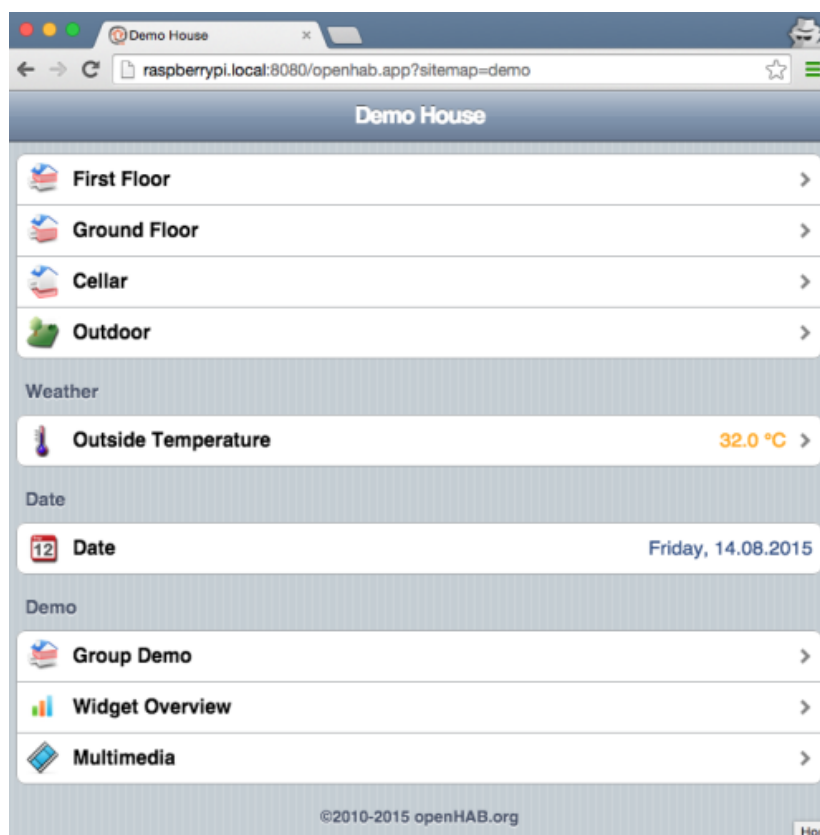 Demo House
raspberrypi.local:8080/openhab.app?sitemap=demo
Demo House
First Floor
Ground Floor
Cellar
Outdoor
Weather
Outside Temperature 32.0 °C
Date
12 Date Friday, 14.08.2015
Demo
Group Demo
Widget Overview
Multimedia
©2010-2015 openHAB.org